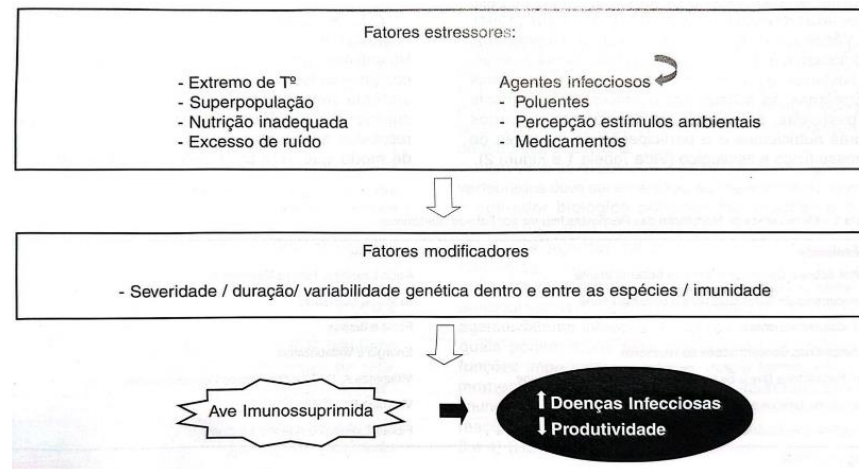 Fatores estressores:
- Extremo de Tº
- Superpopulação
- Nutrição inadequada
- Excesso de ruído
Agentes infecciosos
- Poluentes
- Percepção estímulos ambientais
- Medicamentos
Fatores modificadores
- Severidade / duração/ variabilidade genética dentro e entre as espécies / imunidade
Ave Imunossuprimida
Doenças Infecciosas
Produtividade